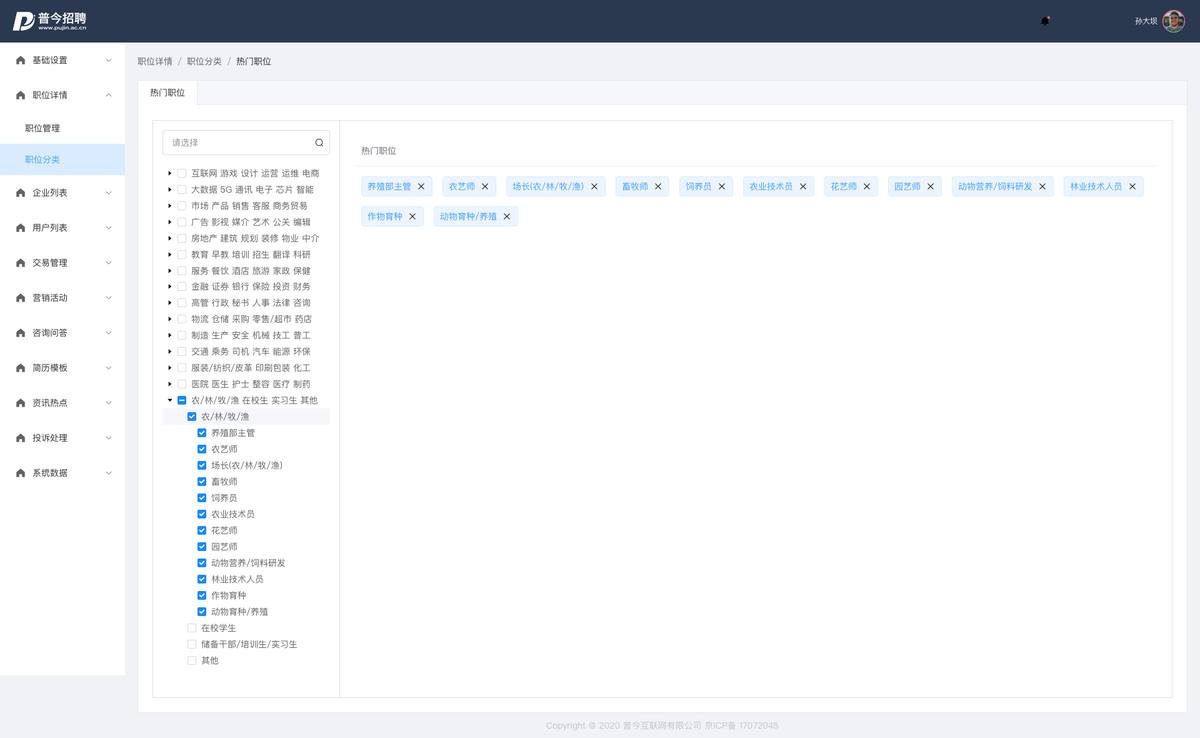 普今招聘
www.pujin.ac.cn
孙大坝
基础设置
职位详情
职位管理
职位分类
企业列表
用户列表
交易管理
营销活动
咨询问答
简历模板
资讯热点
投诉处理
系统数据
职位详情 / 职位分类 / 热门职位
热门职位
请选择
互联网 游戏 设计 运营 运维 电商
大数据 5G 通讯 电子 芯片 智能
市场 产品 销售 客服 商务贸易
广告 影视 媒介 艺术 公关 编辑
房地产 建筑 规划 装修 物业 中介
教育 早教 培训 招生 翻译 科研
服务 餐饮 酒店 旅游 家政 保健
金融 证券 银行 保险 投资 财务
高管 行政 秘书 人事 法律 咨询
物流 仓储 采购 零售/超市 药店
制造 生产 安全 机械 技工 普工
交通 乘务 司机 汽车 能源 环保
服装/纺织/皮革 印刷包装 化工
医院 医生 护士 整容 医疗 制药
农/林/牧/渔 在校生 实习生 其他
农/林/牧/渔
养殖部主管
农艺师
场长(农/林/牧/渔)
畜牧师
饲养员
农业技术员
花艺师
园艺师
动物营养/饲料研发
林业技术人员
作物育种
动物育种/养殖
在校学生
储备干部/培训生/实习生
其他
热门职位
养殖部主管 农艺师 场长(农/林/牧/渔) 畜牧师 饲养员 农业技术员 花艺师 园艺师 动物营养/饲料研发 林业技术人员
作物育种 动物育种/养殖
Copyright © 2020 普今互联网有限公司 京ICP备 17072045